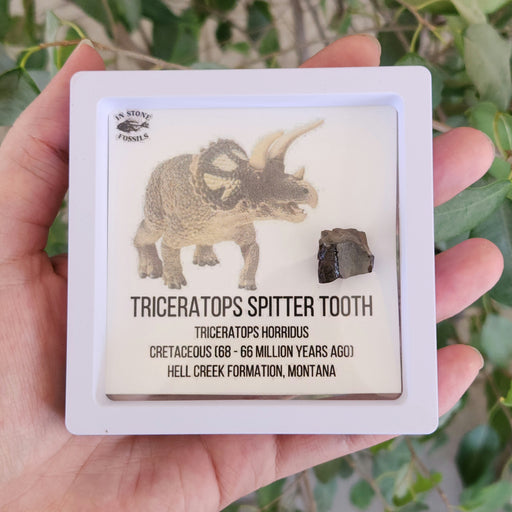 IN STONE
FOSSILS
TRICERATOPS SPITTER TOOTH
TRICERATOPS HORRIDUS
CRETACEOUS (68 - 66 MILLION YEARS AGO)
HELL CREEK FORMATION, MONTANA